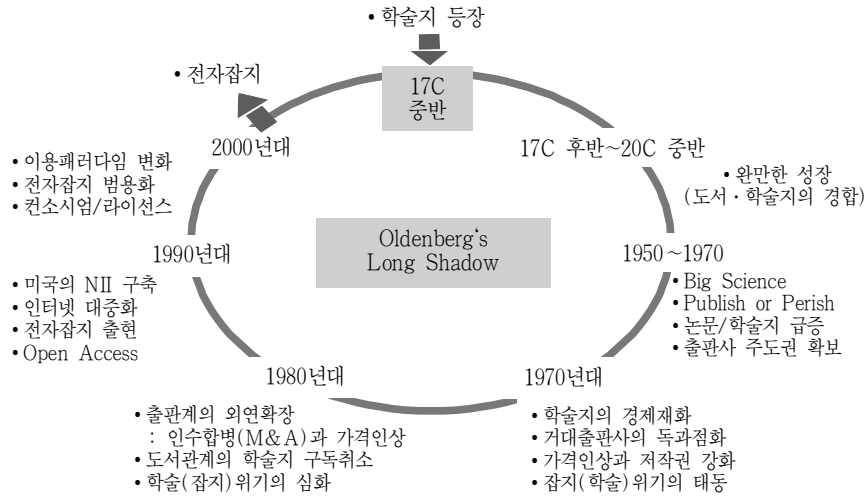 • 학술지 등장
17C
중반
17C 후반~20C 중반
• 완만한 성장
(도서 · 학술지의 경합)
1950~1970
• Big Science
• Publish or Perish
• 논문/학술지 급증
• 출판사 주도권 확보
1970년대
• 학술지의 경제재화
• 거대출판사의 독과점화
• 가격인상과 저작권 강화
• 잡지(학술)위기의 태동
1980년대
• 출판계의 외연확장
: 인수합병(M&A)과 가격인상
• 도서관계의 학술지 구독취소
• 학술(잡지)위기의 심화
1990년대
• 미국의 NII 구축
• 인터넷 대중화
• 전자잡지 출현
• Open Access
2000년대
• 이용패러다임 변화
• 전자잡지 범용화
• 컨소시엄/라이선스
• 전자잡지
Oldenberg‘s
Long Shadow